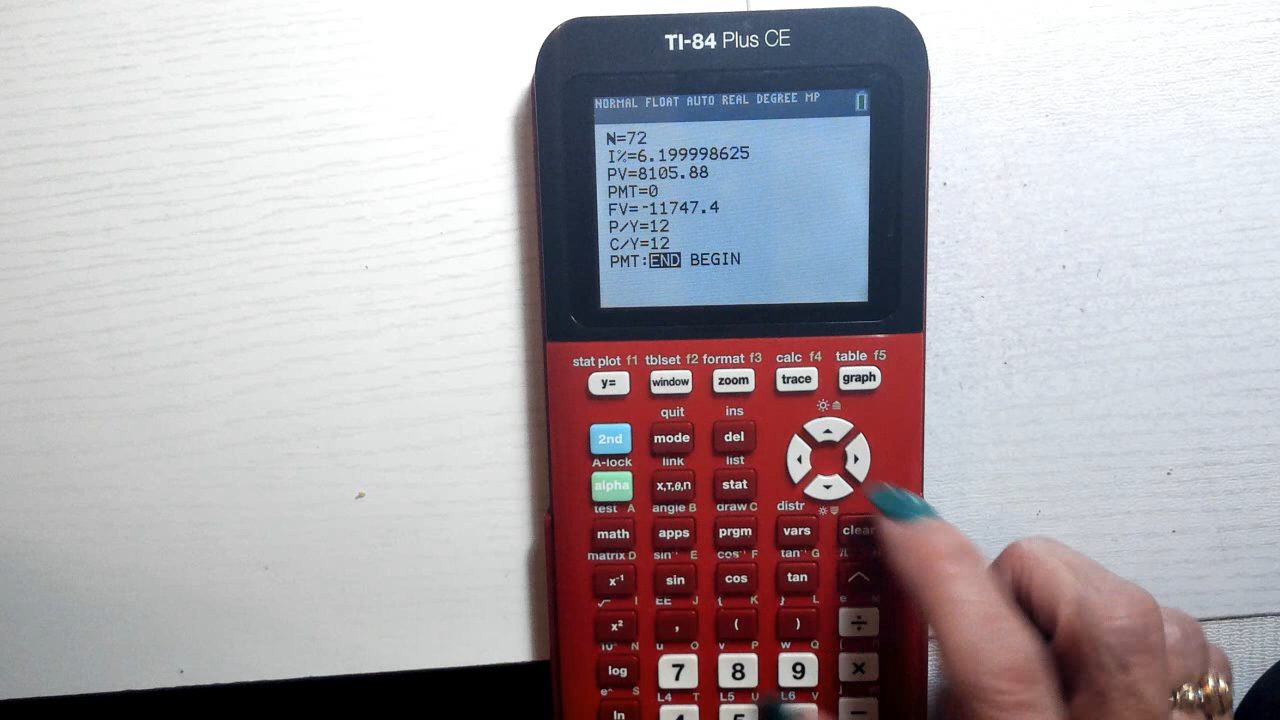 TI-84 Plus CE
NORMAL FLOAT AUTO REAL DEGREE MP
N=72
I%=6.199998625
PV=8105.88
PMT=0
FV=-11747.4
P/Y=12
C/Y=12
PMT:END BEGIN
stat plot f1 tblset f2 format f3 calc f4 table f5
y= window zoom trace graph
quit ins
2nd mode del
A-lock link list
alpha X,T,θ,n stat
test A angle B draw C distr
math apps prgm vars clear
matrix D sin⁻¹ E cos⁻¹ F tan⁻¹ G π
x⁻¹ sin cos tan ^
√ I EE J { K } L e M
x² , ( ) ÷
10ˣ N u O v P w Q
log 7 8 9 ×
eˣ S L4 T L5 U L6 V
ln 4 5 −